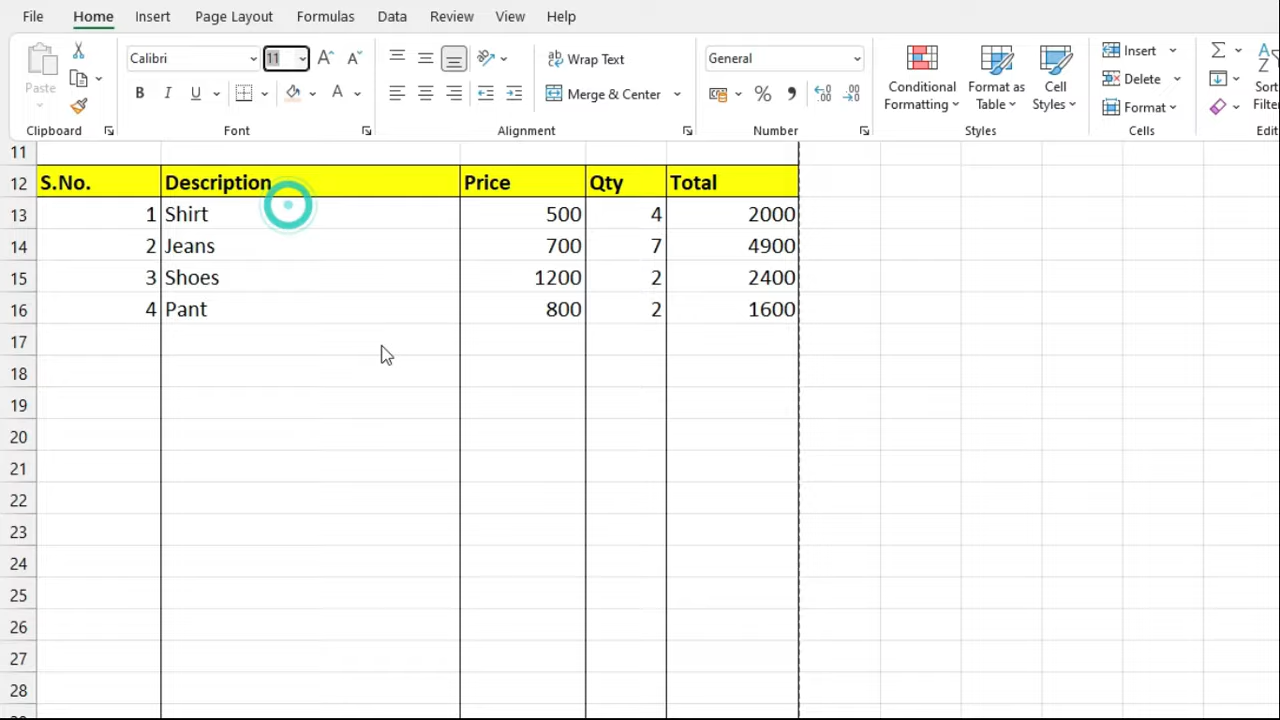 File Home Insert Page Layout Formulas Data Review View Help
Calibri 11 Wrap Text General Insert
Paste Conditional Formatting Format as Table Cell Styles Delete
B I U Merge & Center % Format
Clipboard Font Alignment Number Styles Cells
11
12 S.No. Description Price Qty Total
13 1 Shirt 500 4 2000
14 2 Jeans 700 7 4900
15 3 Shoes 1200 2 2400
16 4 Pant 800 2 1600
17
18
19
20
21
22
23
24
25
26
27
28